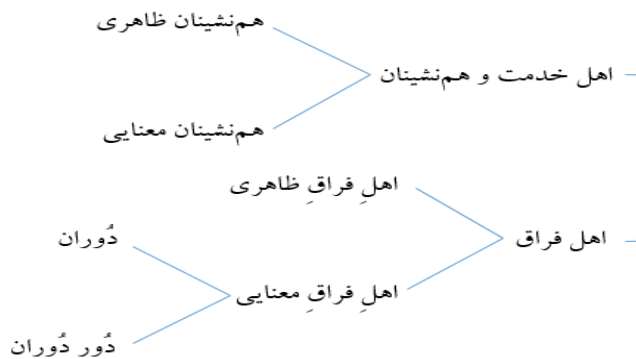 هم‌نشینان ظاهری
اهل خدمت و هم‌نشینان
هم‌نشینان معنایی
اهلِ فراقِ ظاهری
اهل فراق
دُوران
اهلِ فراقِ معنایی
دُور دُوران